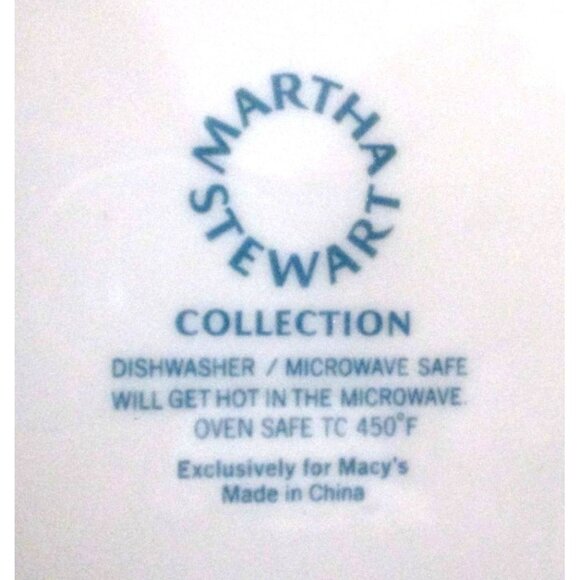 MARTHA
STEWART
COLLECTION
DISHWASHER / MICROWAVE SAFE
WILL GET HOT IN THE MICROWAVE.
OVEN SAFE TC 450°F
Exclusively for Macy's
Made in China